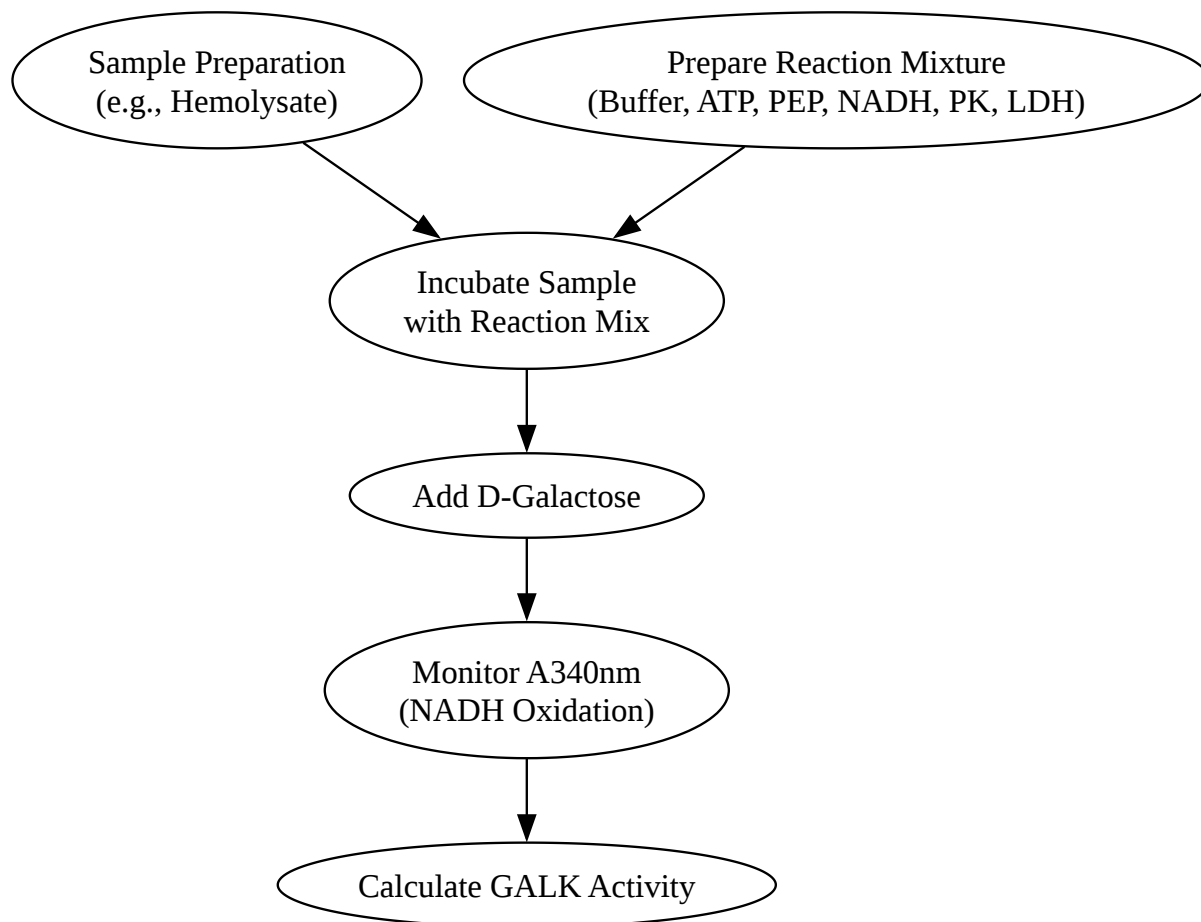 Sample Preparation
(e.g., Hemolysate)
Prepare Reaction Mixture
(Buffer, ATP, PEP, NADH, PK, LDH)
Incubate Sample
with Reaction Mix
Add D-Galactose
Monitor A340nm
(NADH Oxidation)
Calculate GALK Activity